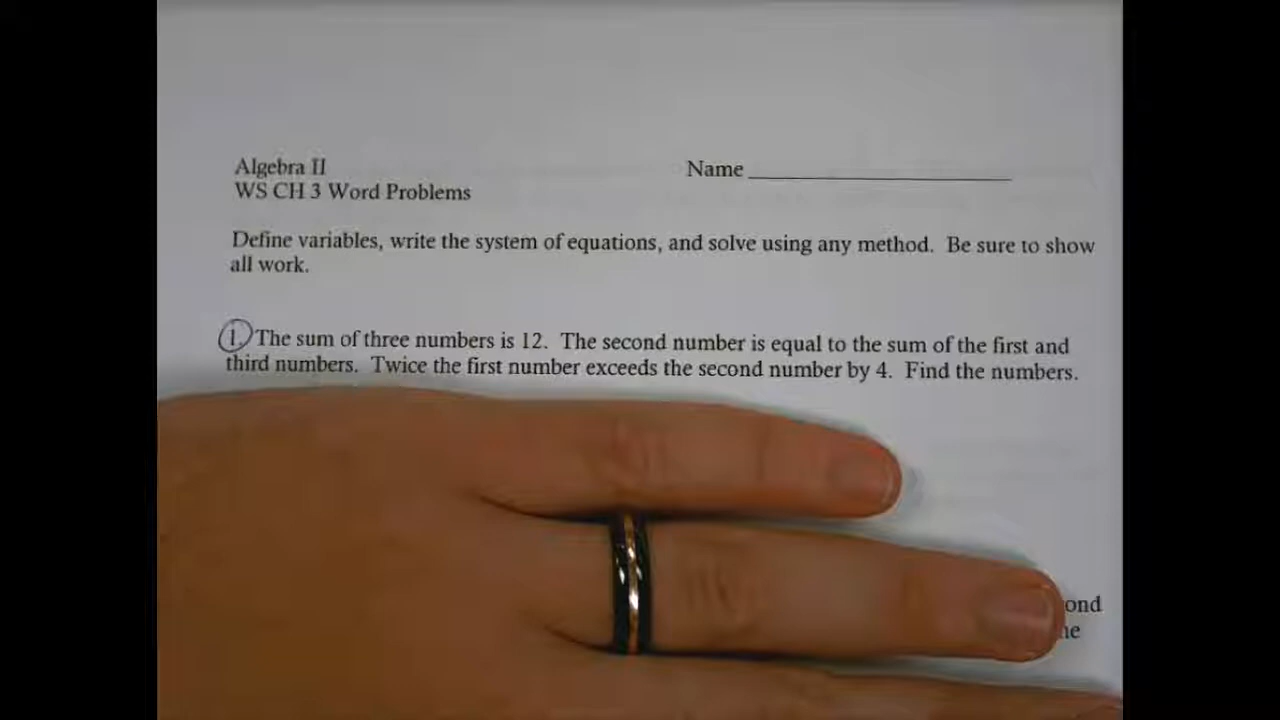 Algebra II
Name
WS CH 3 Word Problems
Define variables, write the system of equations, and solve using any method. Be sure to show
all work.
1. The sum of three numbers is 12. The second number is equal to the sum of the first and
third numbers. Twice the first number exceeds the second number by 4. Find the numbers.